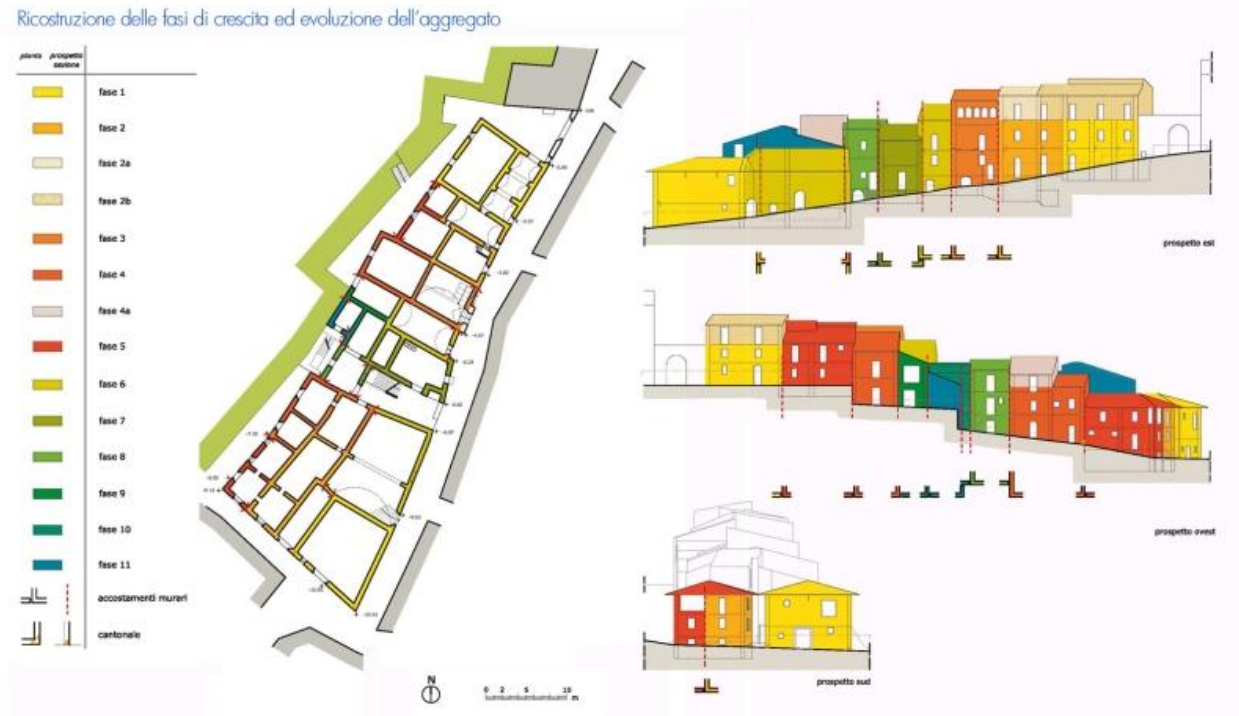 Ricostruzione delle fasi di crescita ed evoluzione dell'aggregato
pianta prospetto
sezione
fase 1
fase 2
fase 2a
fase 2b
fase 3
fase 4
fase 4a
fase 5
fase 6
fase 7
fase 8
fase 9
fase 10
fase 11
accostamenti murari
cantonale
prospetto est
prospetto ovest
prospetto sud
N
0 2 5 10
m